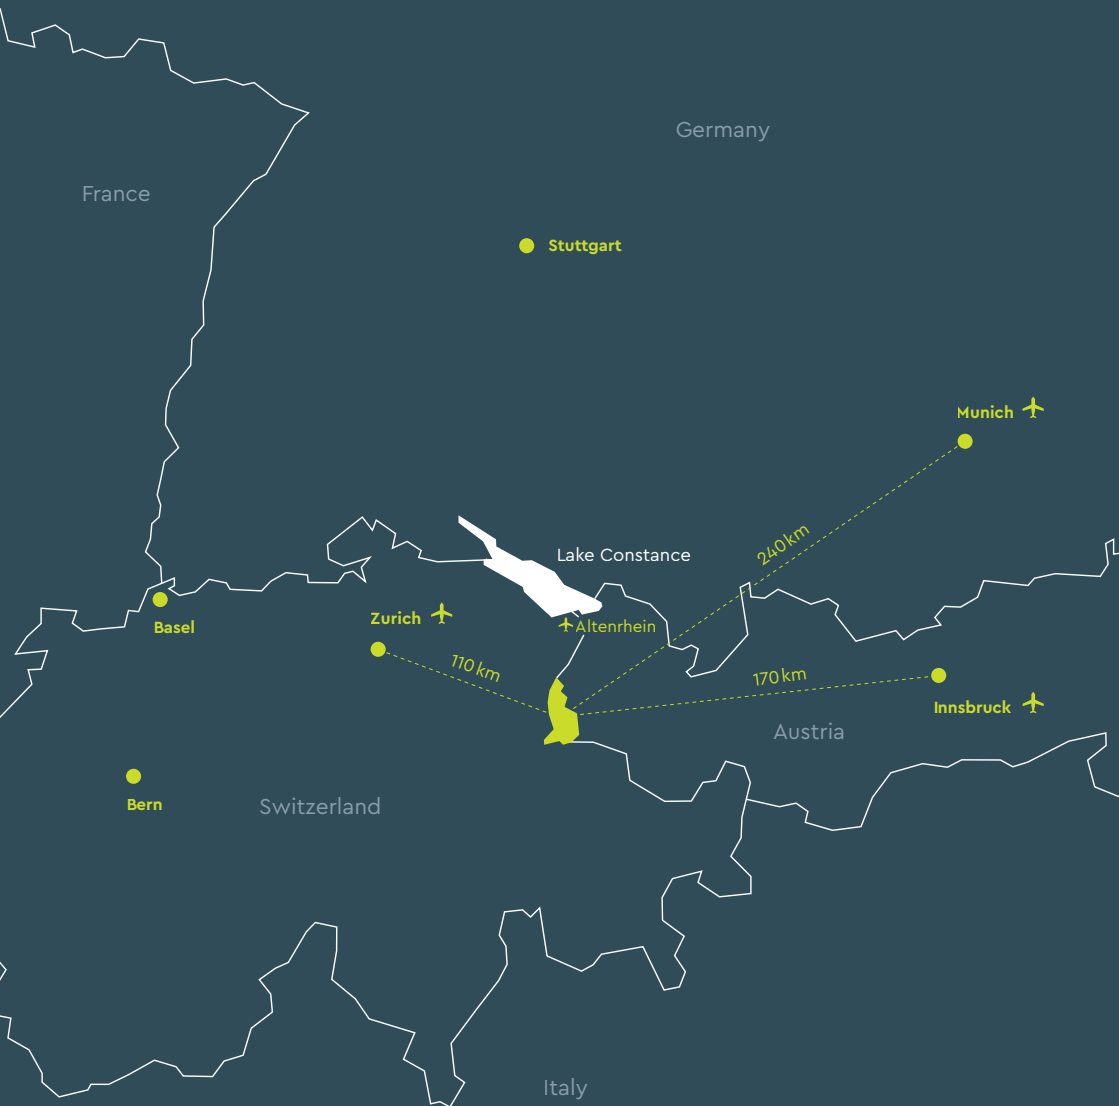 Germany
France
Stuttgart
Munich
240 km
Lake Constance
Zurich
Altenrhein
Basel
110 km
170 km
Innsbruck
Austria
Bern
Switzerland
Italy